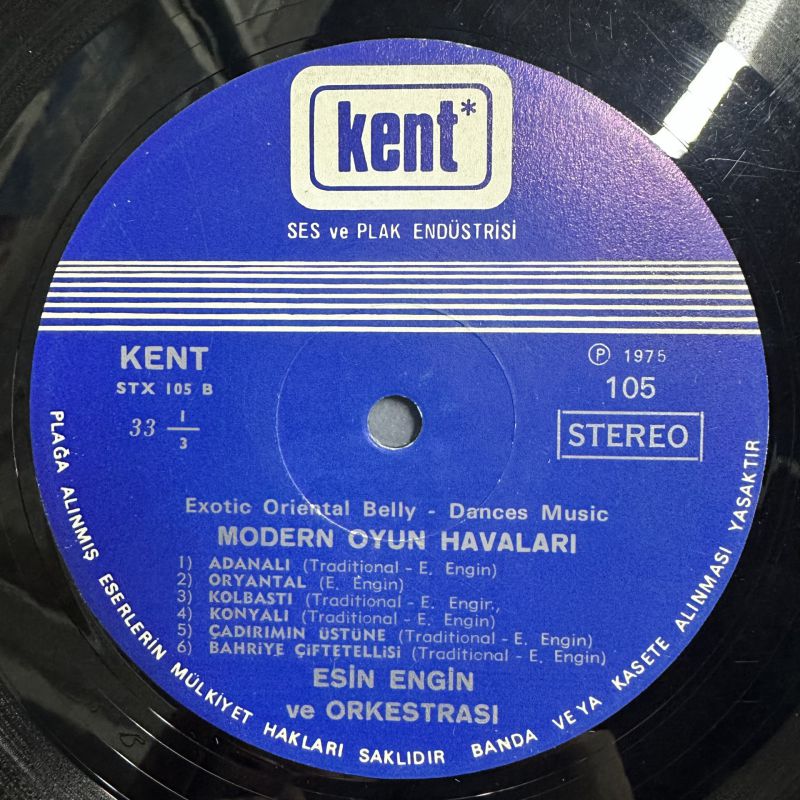 kent*
SES ve PLAK ENDÜSTRİSİ
KENT
STX 105 B
33 1/3
Ⓟ 1975
105
STEREO
Exotic Oriental Belly - Dances Music
MODERN OYUN HAVALARI
1) ADANALI (Traditional - E. Engin)
2) ORYANTAL (E. Engin)
3) KOLBASTI (Traditional - E. Engir.,
4) KONYALI (Traditional - E. Engin)
5) ÇADIRIMIN ÜSTÜNE (Traditional - E. Engin)
6) BAHRİYE ÇİFTETELLİSİ (Traditional - E. Engin)
ESİN ENGİN
ve ORKESTRASI
PLAĞA ALINMIŞ ESERLERİN MÜLKİYET HAKLARI SAKLIDIR BANDA VEYA KASETE ALINMASI YASAKTIR